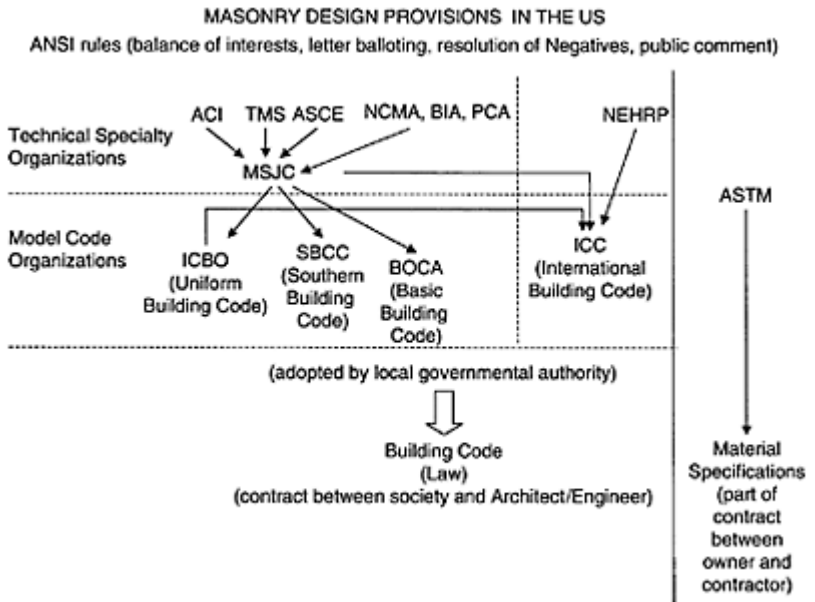 MASONRY DESIGN PROVISIONS IN THE US
ANSI rules (balance of interests, letter balloting, resolution of Negatives, public comment)
ACI TMS ASCE NCMA, BIA, PCA NEHRP
Technical Specialty
Organizations
MSJC
ASTM
Model Code
Organizations
ICBO
(Uniform
Building Code)
SBCC
(Southern
Building
Code)
BOCA
(Basic
Building
Code)
ICC
(International
Building Code)
(adopted by local governmental authority)
Building Code
(Law)
(contract between society and Architect/Engineer)
Material
Specifications
(part of
contract
between
owner and
contractor)